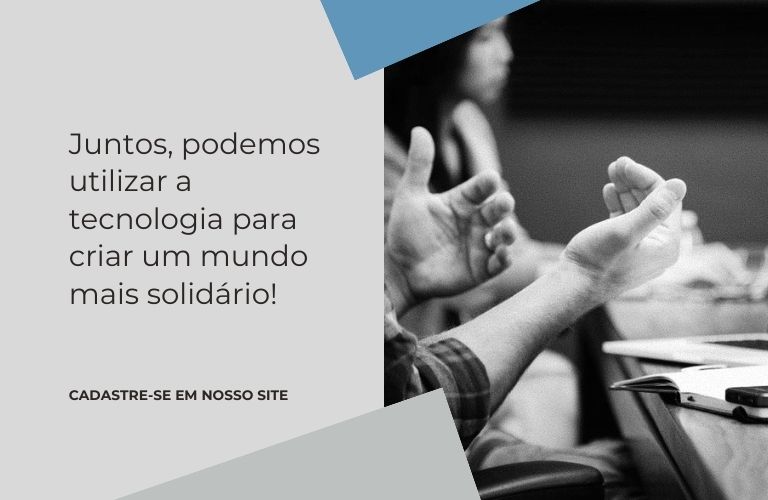 Juntos, podemos
utilizar a
tecnologia para
criar um mundo
mais solidário!
CADASTRE-SE EM NOSSO SITE